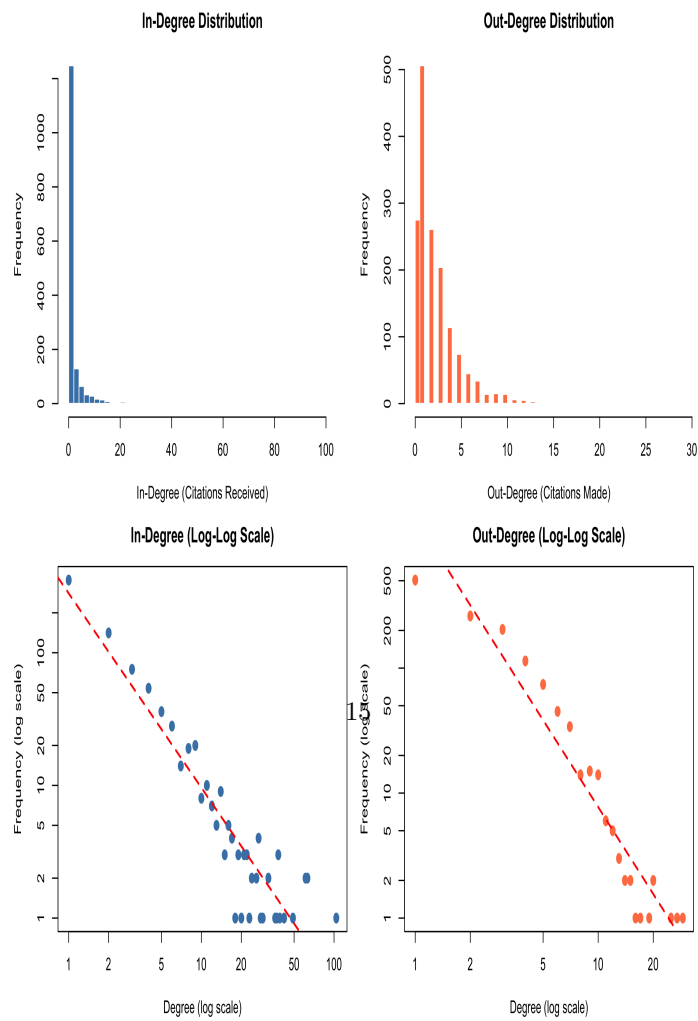 In-Degree Distribution
Frequency
0 200 400 600 800 1000
0 20 40 60 80 100
In-Degree (Citations Received)
Out-Degree Distribution
Frequency
0 100 200 300 400 500
0 5 10 15 20 25 30
Out-Degree (Citations Made)
In-Degree (Log-Log Scale)
Frequency (log scale)
1 2 5 10 20 50 100
1 2 5 10 20 50 100
Degree (log scale)
15
Out-Degree (Log-Log Scale)
Frequency (log scale)
1 2 5 10 20 50 200 500
1 2 5 10 20
Degree (log scale)